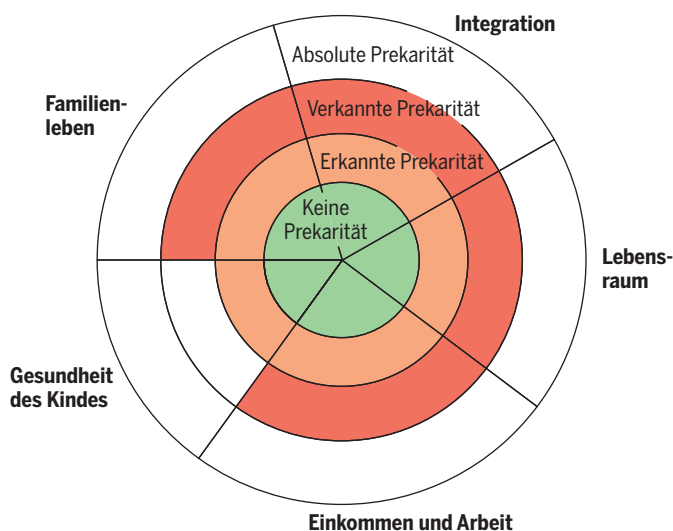 Integration
Absolute Prekarität
Familien-
leben
Verkannte Prekarität
Erkannte Prekarität
Keine
Prekarität
Lebens-
raum
Gesundheit
des Kindes
Einkommen und Arbeit